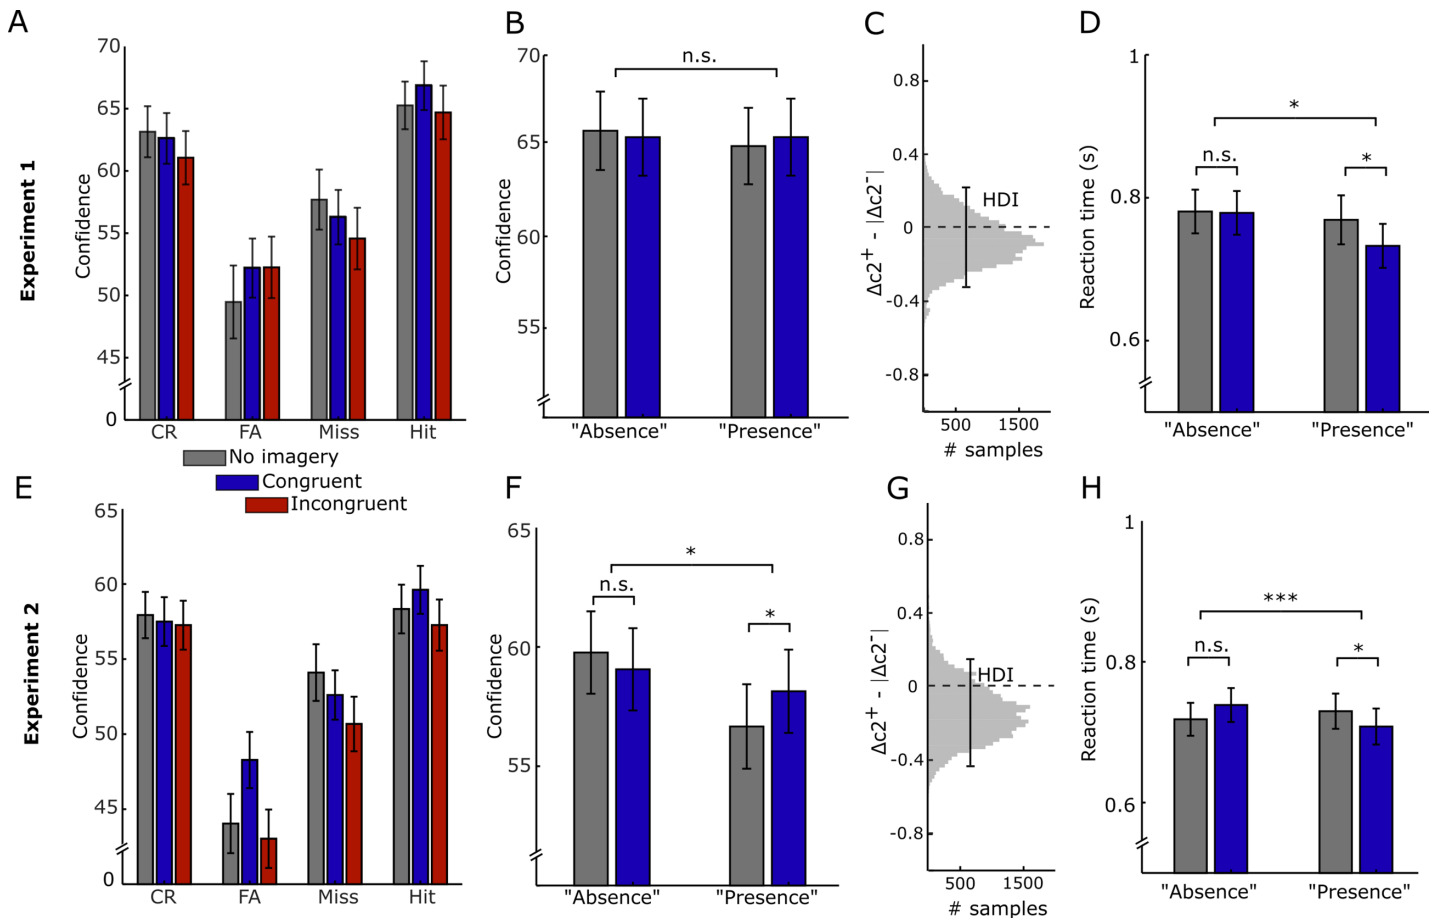 A
B
C
D
Experiment 1
Confidence
70
65
60
55
50
45
0
CR
FA
Miss
Hit
Confidence
70
65
60
55
n.s.
"Absence"
"Presence"
Δc2+ - |Δc2-|
0.8
0.4
0
-0.4
-0.8
HDI
500
1500
# samples
Reaction time (s)
1
0.8
0.6
*
n.s.
*
"Absence"
"Presence"
No imagery
Congruent
Incongruent
E
F
G
H
Experiment 2
Confidence
65
60
55
50
45
0
CR
FA
Miss
Hit
Confidence
65
60
55
*
n.s.
*
"Absence"
"Presence"
Δc2+ - |Δc2-|
0.8
0.4
0
-0.4
-0.8
HDI
500
1500
# samples
Reaction time (s)
1
0.8
0.6
***
n.s.
*
"Absence"
"Presence"